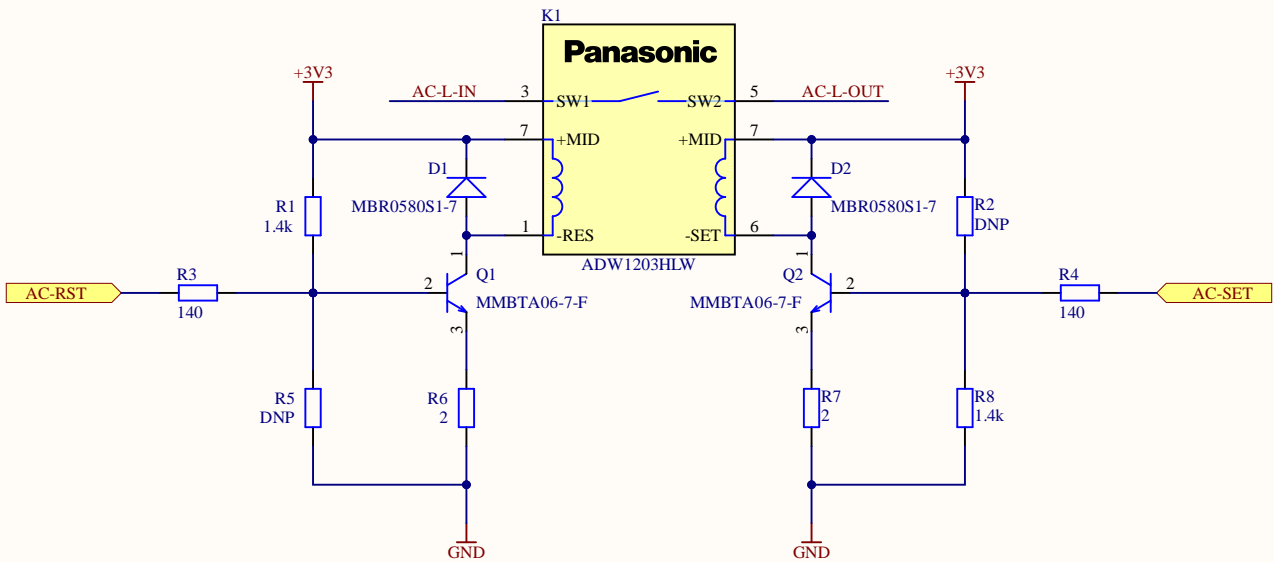 K1
Panasonic
+3V3
+3V3
AC-L-IN
3
SW1
SW2
5
AC-L-OUT
7
+MID
+MID
7
D1
MBR0580S1-7
D2
MBR0580S1-7
R1
1.4k
R2
DNP
1
-RES
-SET
6
ADW1203HLW
1
Q1
2
MMBTA06-7-F
3
1
Q2
2
MMBTA06-7-F
3
AC-RST
R3
140
R4
140
AC-SET
R5
DNP
R6
2
R7
2
R8
1.4k
GND
GND